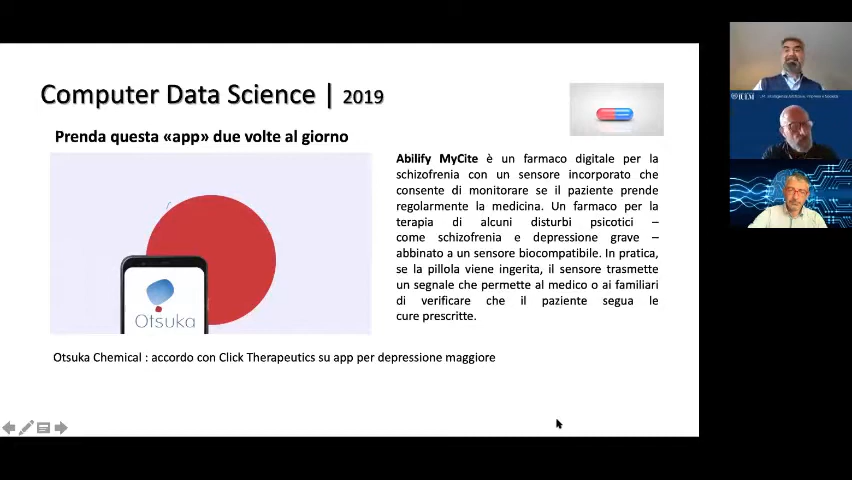 Computer Data Science | 2019
Prenda questa «app» due volte al giorno
Otsuka
Abilify MyCite è un farmaco digitale per la
schizofrenia con un sensore incorporato che
consente di monitorare se il paziente prende
regolarmente la medicina. Un farmaco per la
terapia di alcuni disturbi psicotici –
come schizofrenia e depressione grave –
abbinato a un sensore biocompatibile. In pratica,
se la pillola viene ingerita, il sensore trasmette
un segnale che permette al medico o ai familiari
di verificare che il paziente segua le
cure prescritte.
Otsuka Chemical : accordo con Click Therapeutics su app per depressione maggiore